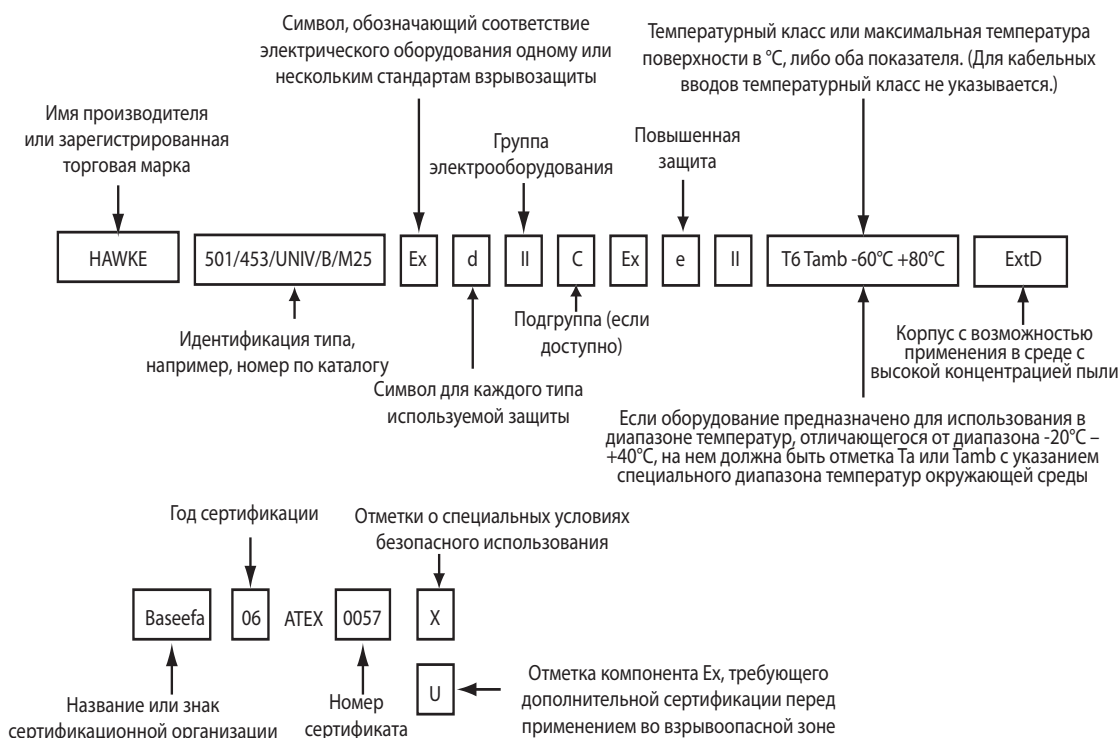 Символ, обозначающий соответствие
электрического оборудования одному или
нескольким стандартам взрывозащиты
Температурный класс или максимальная температура
поверхности в °C, либо оба показателя. (Для кабельных
вводов температурный класс не указывается.)
Имя производителя
или зарегистрированная
торговая марка
Группа
электрооборудования
Повышенная
защита
HAWKE 501/453/UNIV/B/M25 Ex d II C Ex e II T6 Tamb -60°C +80°C ExtD
Идентификация типа,
например, номер по каталогу
Подгруппа (если
доступно)
Символ для каждого типа
используемой защиты
Корпус с возможностью
применения в среде с
высокой концентрацией пыли
Если оборудование предназначено для использования в
диапазоне температур, отличающегося от диапазона -20°C –
+40°C, на нем должна быть отметка Ta или Tamb с указанием
специального диапазона температур окружающей среды
Год сертификации
Отметки о специальных условиях
безопасного использования
Baseefa 06 ATEX 0057 X
U
Название или знак
сертификационной организации
Номер
сертификата
Отметка компонента Ex, требующего
дополнительной сертификации перед
применением во взрывоопасной зоне